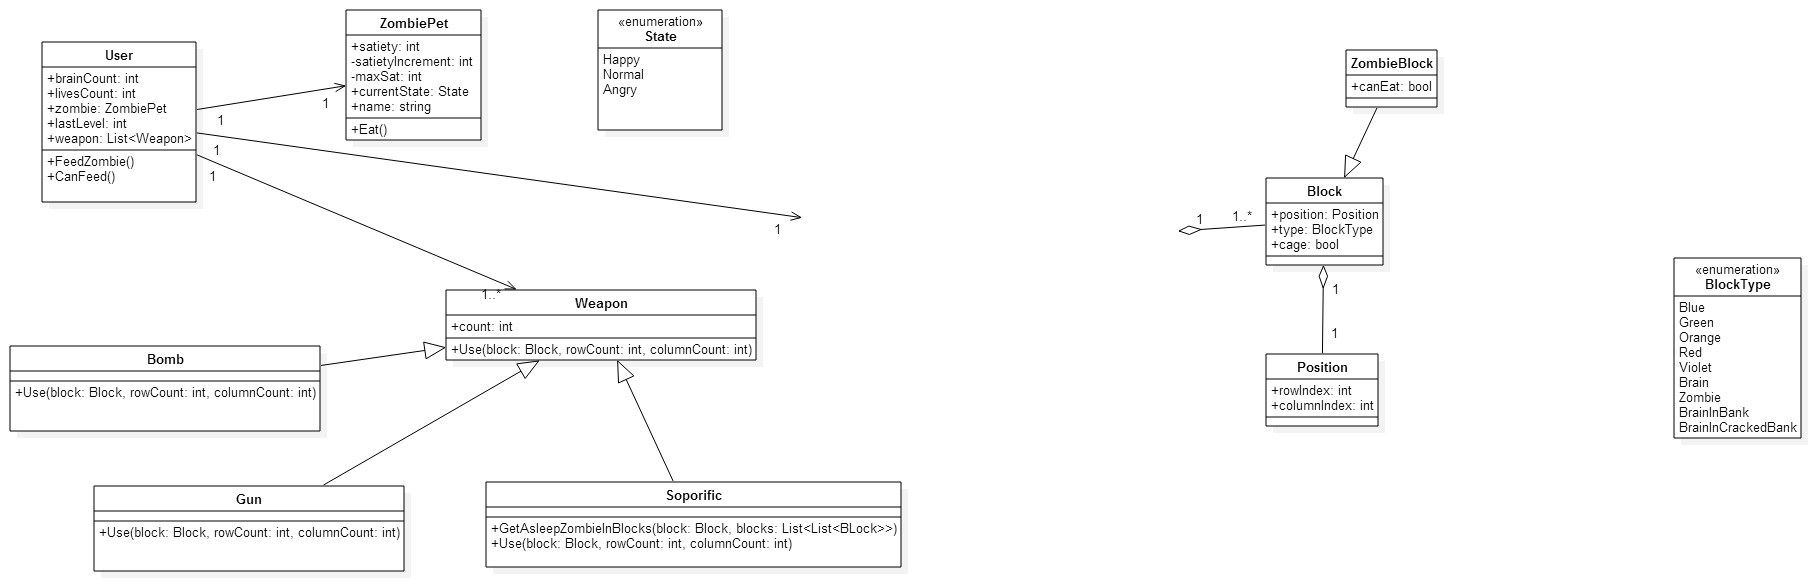 User
+brainCount: int
+livesCount: int
+zombie: ZombiePet
+lastLevel: int
+weapon: List<Weapon>
+FeedZombie()
+CanFeed()
ZombiePet
+satiety: int
-satietyIncrement: int
-maxSat: int
+currentState: State
+name: string
+Eat()
«enumeration»
State
Happy
Normal
Angry
1
1
1
1
1
1..*
Weapon
+count: int
+Use(block: Block, rowCount: int, columnCount: int)
Bomb
+Use(block: Block, rowCount: int, columnCount: int)
Gun
+Use(block: Block, rowCount: int, columnCount: int)
Soporific
+GetAsleepZombieInBlocks(block: Block, blocks: List<List<BLock>>)
+Use(block: Block, rowCount: int, columnCount: int)
ZombieBlock
+canEat: bool
Block
+position: Position
+type: BlockType
+cage: bool
1
1..*
1
1
Position
+rowIndex: int
+columnIndex: int
«enumeration»
BlockType
Blue
Green
Orange
Red
Violet
Brain
Zombie
BrainInBank
BrainInCrackedBank